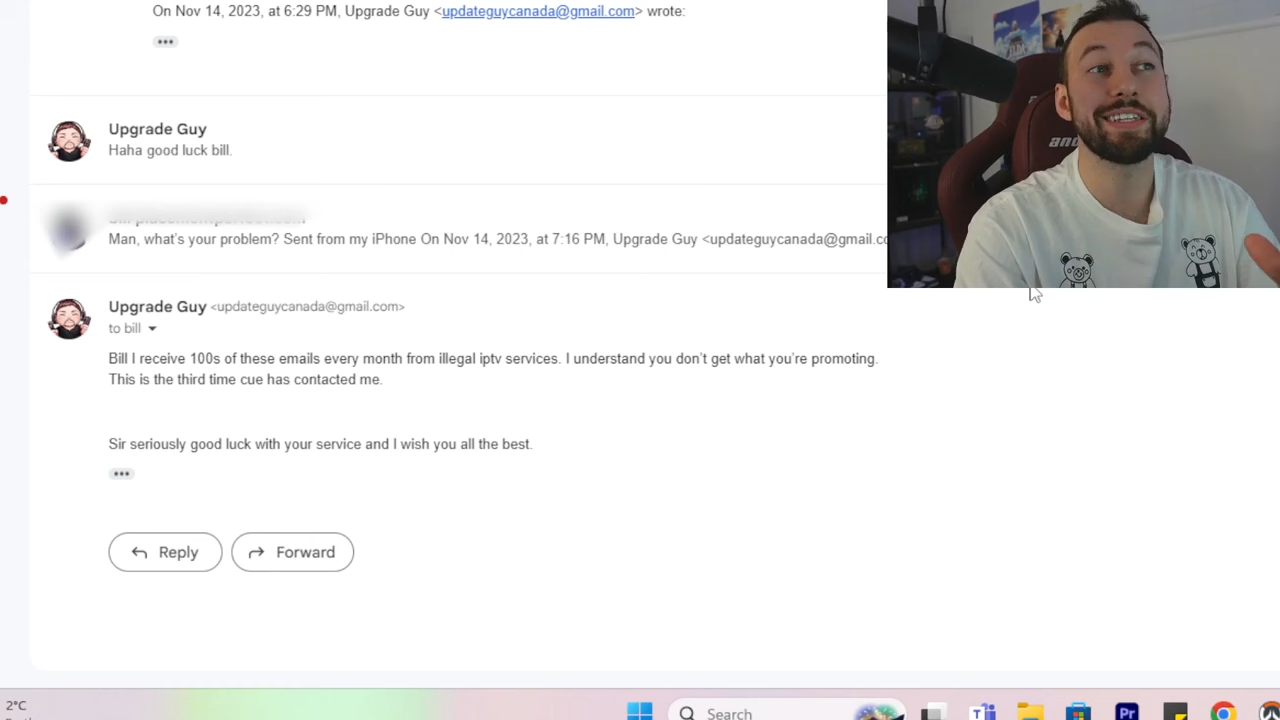 On Nov 14, 2023, at 6:29 PM, Upgrade Guy <updateguycanada@gmail.com> wrote:
Upgrade Guy
Haha good luck bill.
Man, what's your problem? Sent from my iPhone On Nov 14, 2023, at 7:16 PM, Upgrade Guy <updateguycanada@gmail.co
Upgrade Guy <updateguycanada@gmail.com>
to bill
Bill I receive 100s of these emails every month from illegal iptv services. I understand you don't get what you're promoting.
This is the third time cue has contacted me.
Sir seriously good luck with your service and I wish you all the best.
Reply
Forward
2°C
Search
Pr